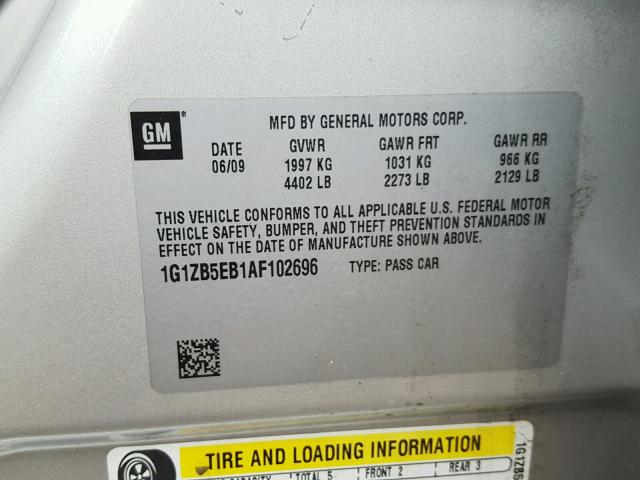 GM ®
MFD BY GENERAL MOTORS CORP.
DATE GVWR GAWR FRT GAWR RR
06/09 1997 KG 1031 KG 966 KG
4402 LB 2273 LB 2129 LB
THIS VEHICLE CONFORMS TO ALL APPLICABLE U.S. FEDERAL MOTOR
VEHICLE SAFETY, BUMPER, AND THEFT PREVENTION STANDARDS IN
EFFECT ON THE DATE OF MANUFACTURE SHOWN ABOVE.
1G1ZB5EB1AF102696 TYPE: PASS CAR
TIRE AND LOADING INFORMATION
CAPACITY TOTAL 5 FRONT 2 REAR 3
1G1ZB5